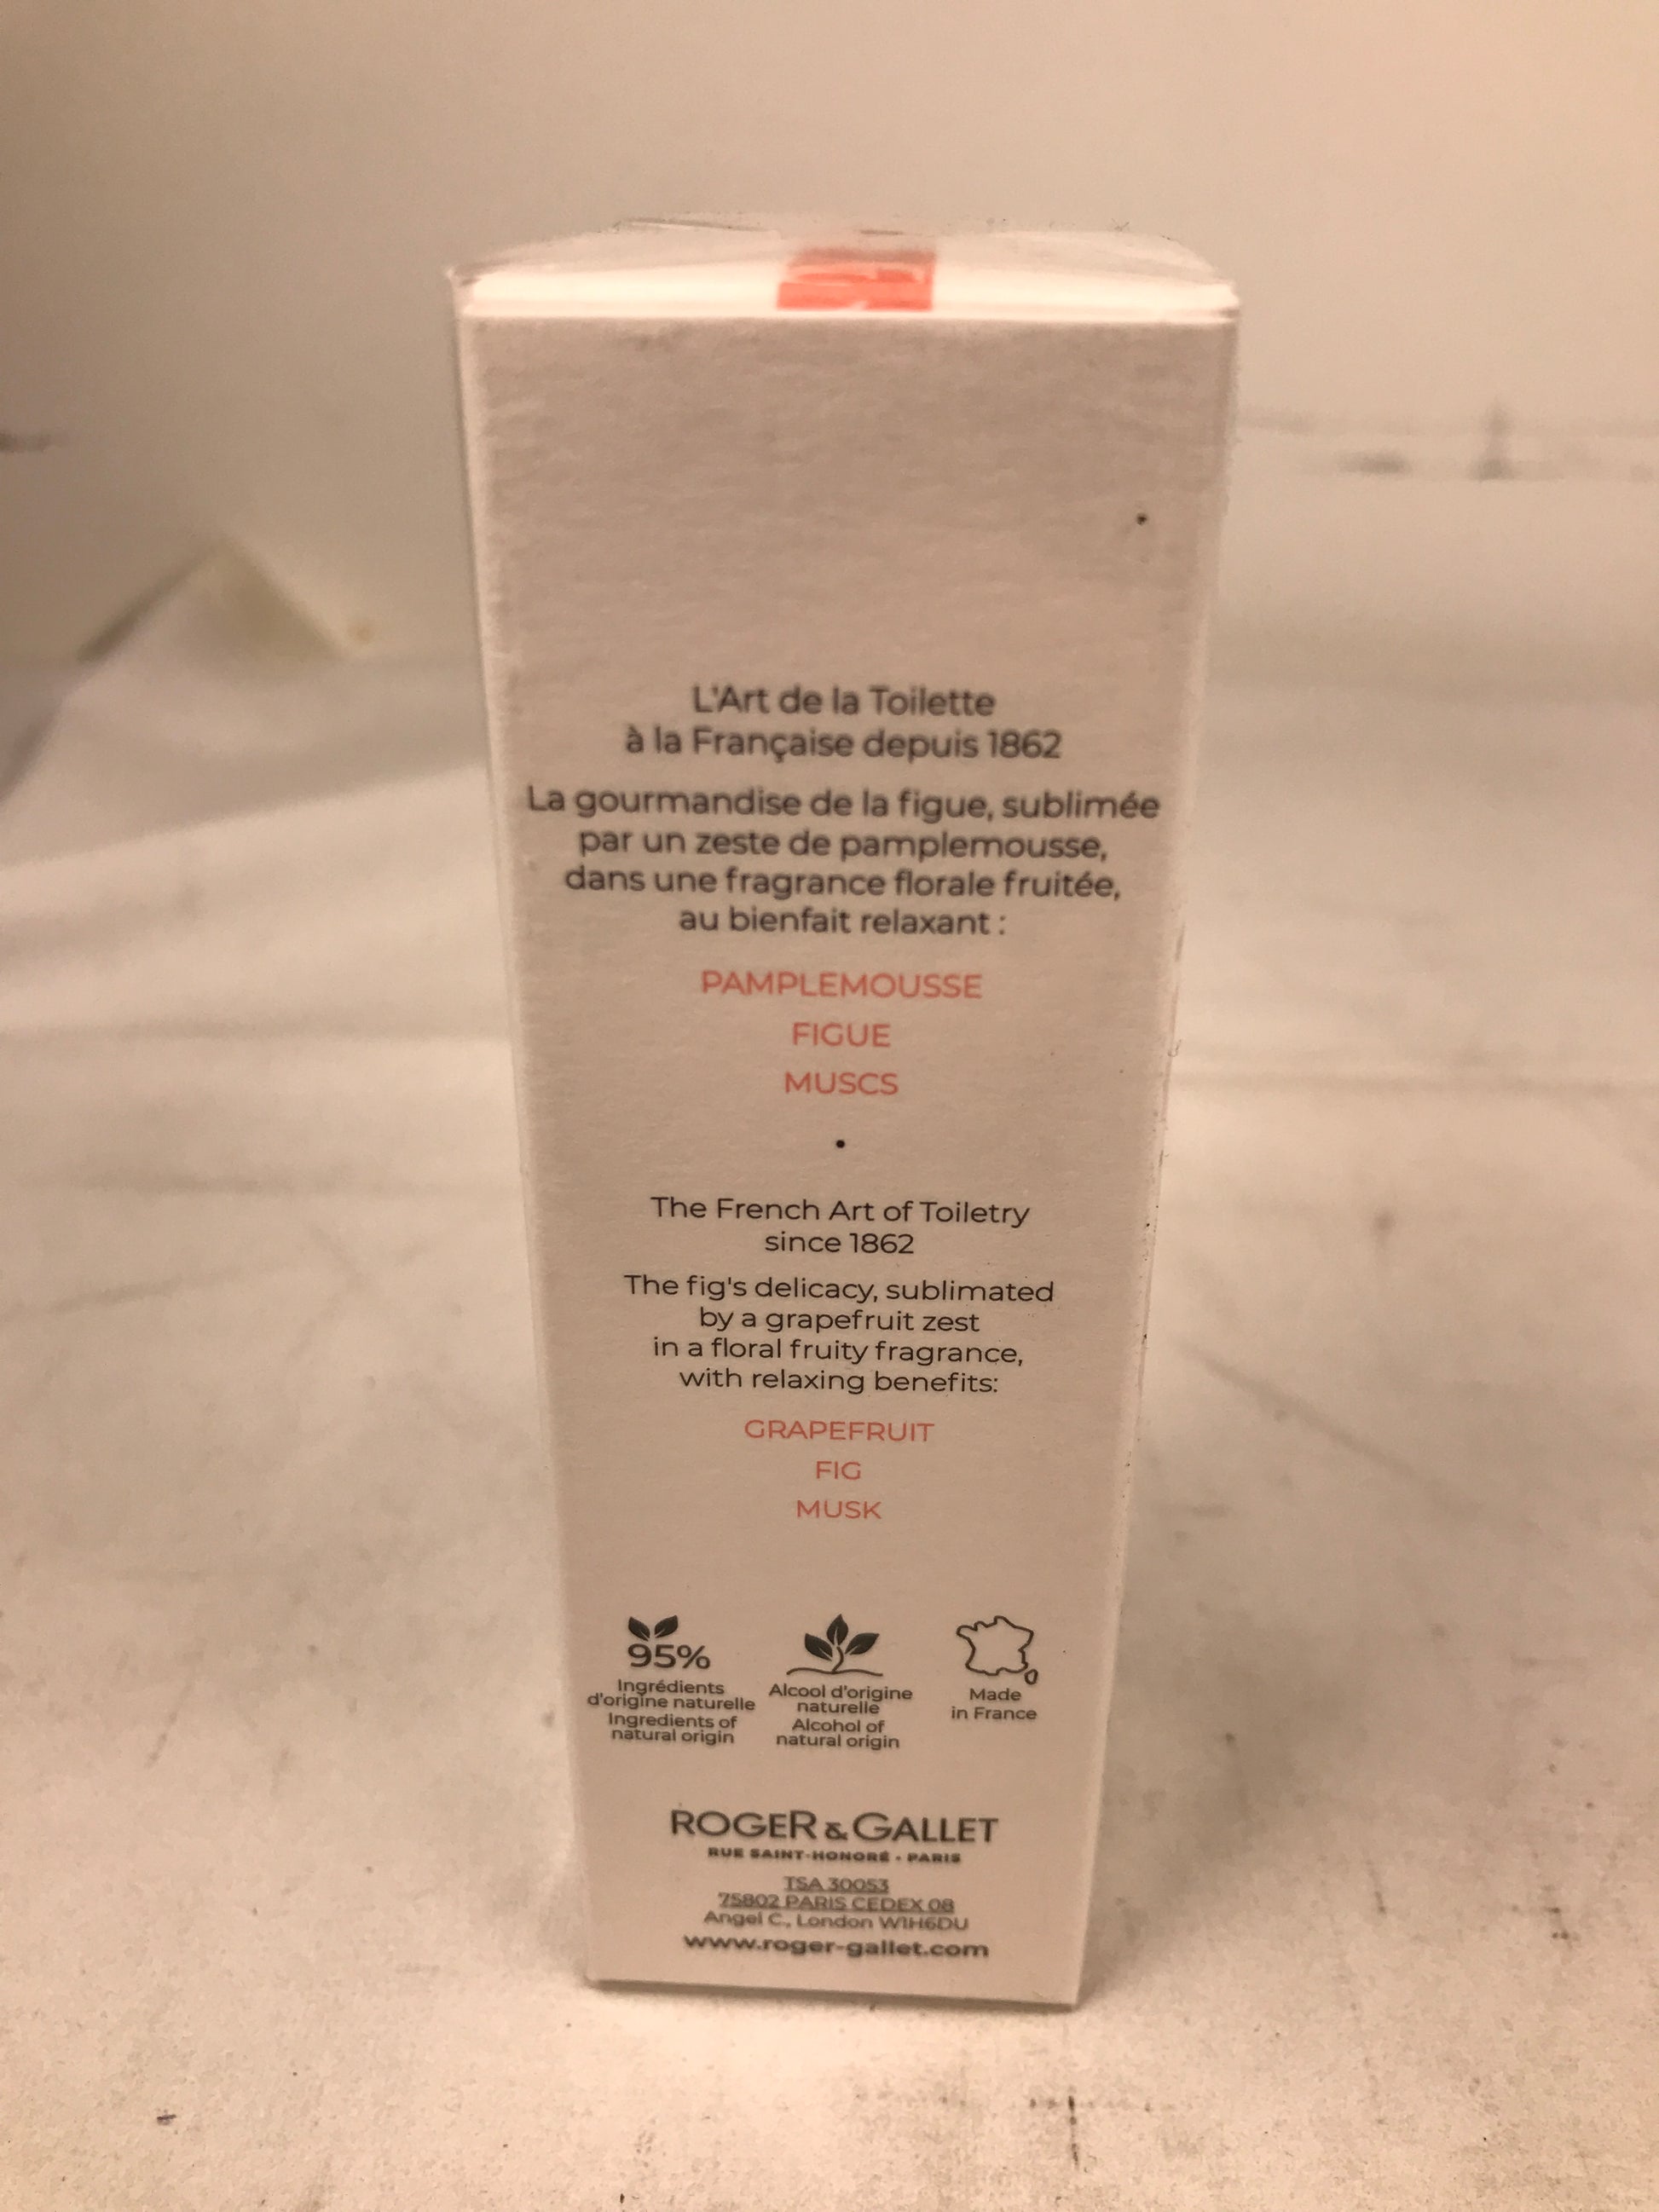 L'Art de la Toilette
à la Française depuis 1862
La gourmandise de la figue, sublimée
par un zeste de pamplemousse,
dans une fragrance florale fruitée,
au bienfait relaxant :
PAMPLEMOUSSE
FIGUE
MUSCS
•
The French Art of Toiletry
since 1862
The fig's delicacy, sublimated
by a grapefruit zest
in a floral fruity fragrance,
with relaxing benefits:
GRAPEFRUIT
FIG
MUSK
95%
Ingrédients
d'origine naturelle
Ingredients of
natural origin
Alcool d'origine
naturelle
Alcohol of
natural origin
Made
in France
ROGER & GALLET
RUE SAINT-HONORÉ • PARIS
TSA 30053
75802 PARIS CEDEX 08
Angel C., London W1H6DU
www.roger-gallet.com